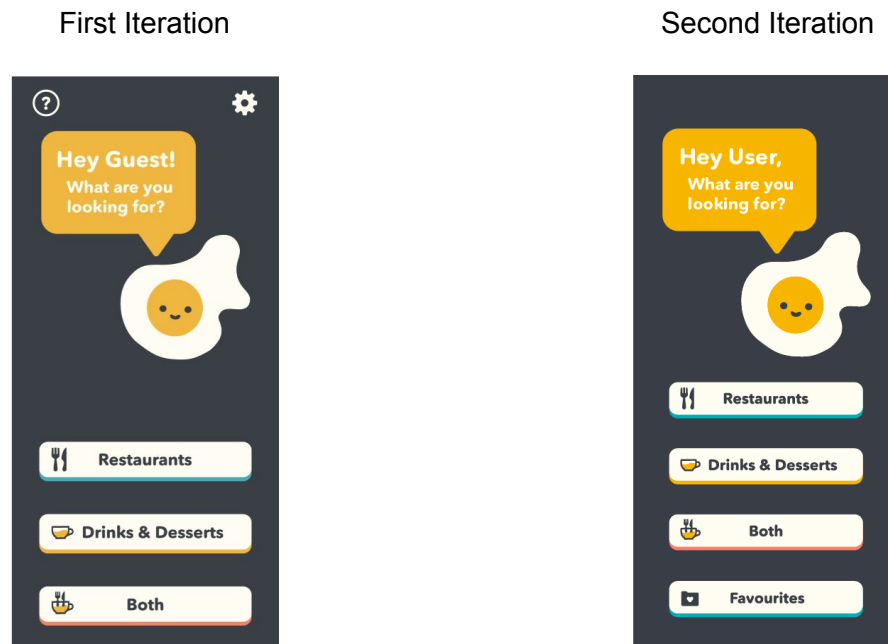 First Iteration
Second Iteration
?
Hey Guest!
What are you
looking for?
Restaurants
Drinks & Desserts
Both
Hey User,
What are you
looking for?
Restaurants
Drinks & Desserts
Both
Favourites